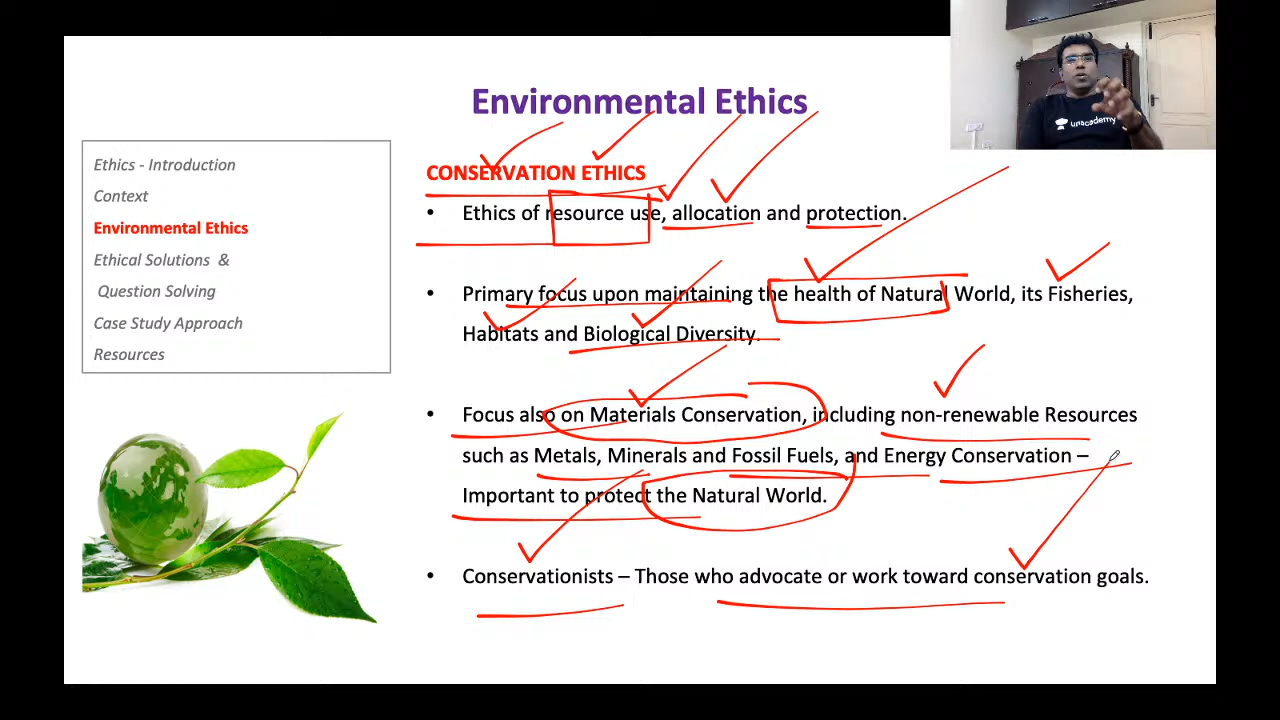 Environmental Ethics
Ethics - Introduction
Context
Environmental Ethics
Ethical Solutions &
Question Solving
Case Study Approach
Resources
CONSERVATION ETHICS
• Ethics of resource use, allocation and protection.
• Primary focus upon maintaining the health of Natural World, its Fisheries,
Habitats and Biological Diversity.
• Focus also on Materials Conservation, including non-renewable Resources
such as Metals, Minerals and Fossil Fuels, and Energy Conservation –
Important to protect the Natural World.
• Conservationists – Those who advocate or work toward conservation goals.
unacademy